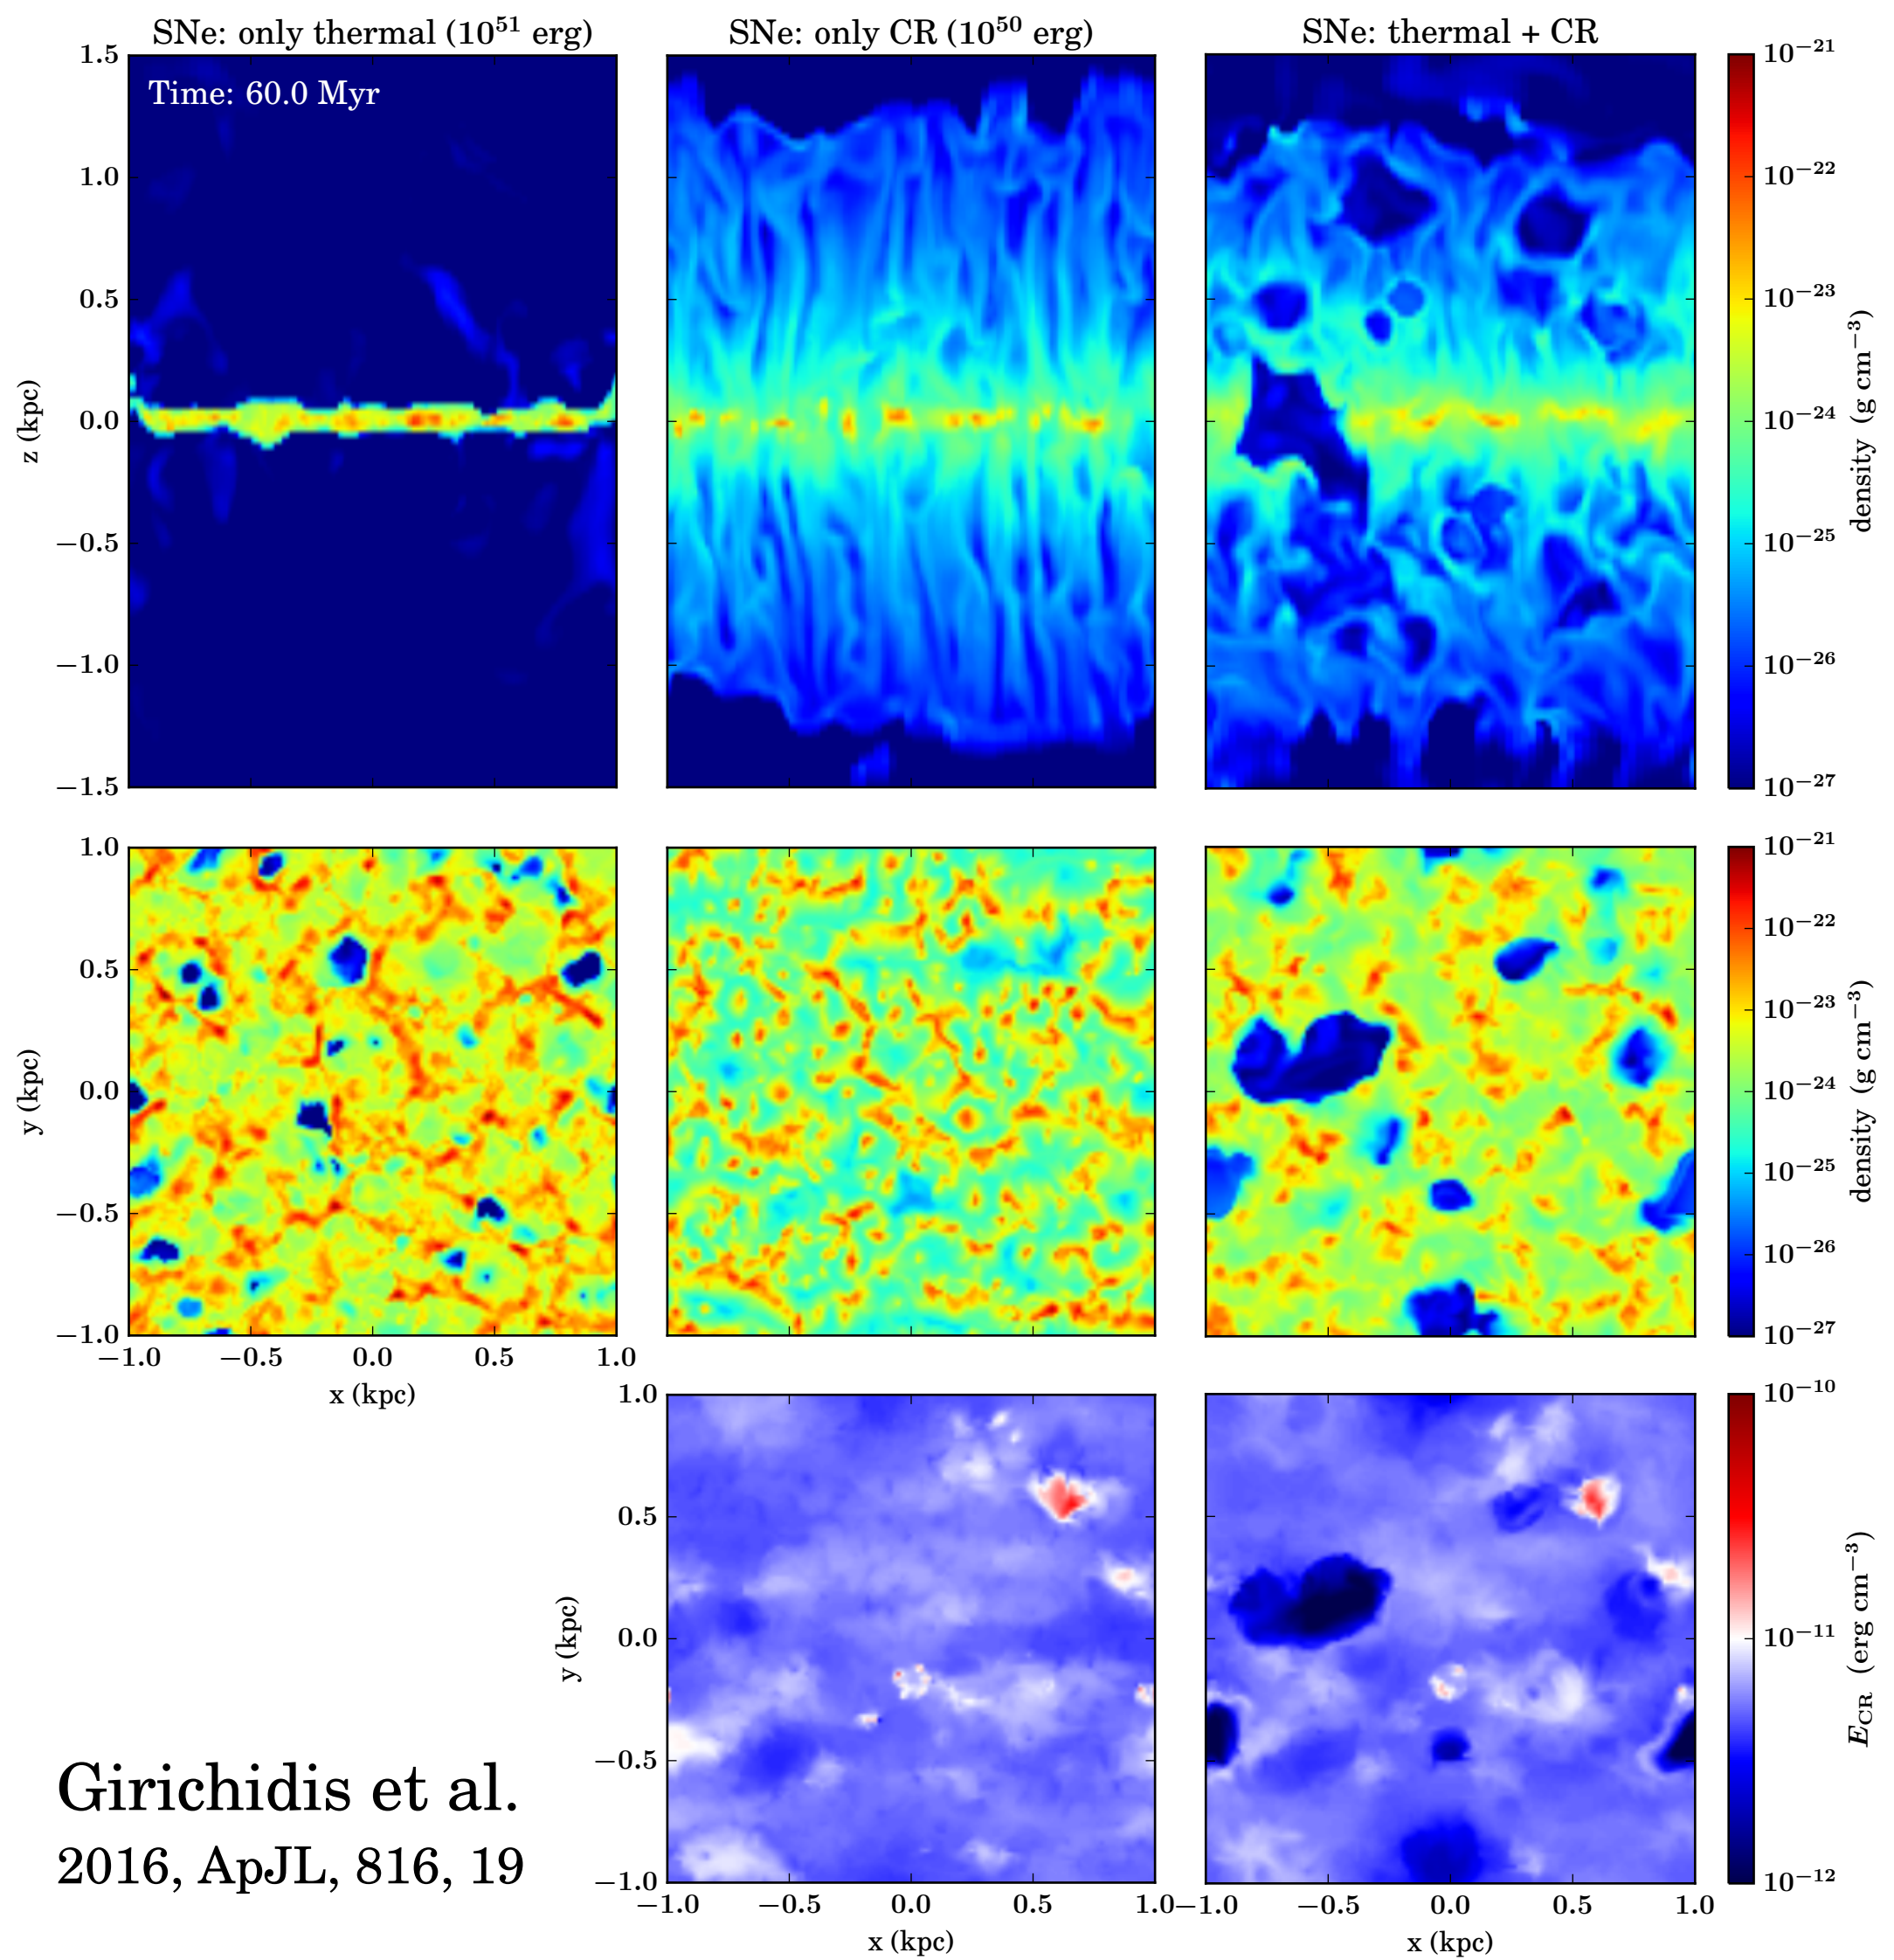 SNe: only thermal (10⁵¹ erg)
SNe: only CR (10⁵⁰ erg)
SNe: thermal + CR
Time: 60.0 Myr
1.5
1.0
0.5
0.0
−0.5
−1.0
−1.5
z (kpc)
10⁻²¹
10⁻²²
10⁻²³
10⁻²⁴
10⁻²⁵
10⁻²⁶
10⁻²⁷
density (g cm⁻³)
1.0
0.5
0.0
−0.5
−1.0
y (kpc)
−1.0 −0.5 0.0 0.5 1.0
x (kpc)
10⁻²¹
10⁻²²
10⁻²³
10⁻²⁴
10⁻²⁵
10⁻²⁶
10⁻²⁷
density (g cm⁻³)
1.0
0.5
0.0
−0.5
−1.0
y (kpc)
−1.0 −0.5 0.0 0.5 1.0
x (kpc)
−1.0 −0.5 0.0 0.5 1.0
x (kpc)
10⁻¹⁰
10⁻¹¹
10⁻¹²
E_CR (erg cm⁻³)
Girichidis et al.
2016, ApJL, 816, 19